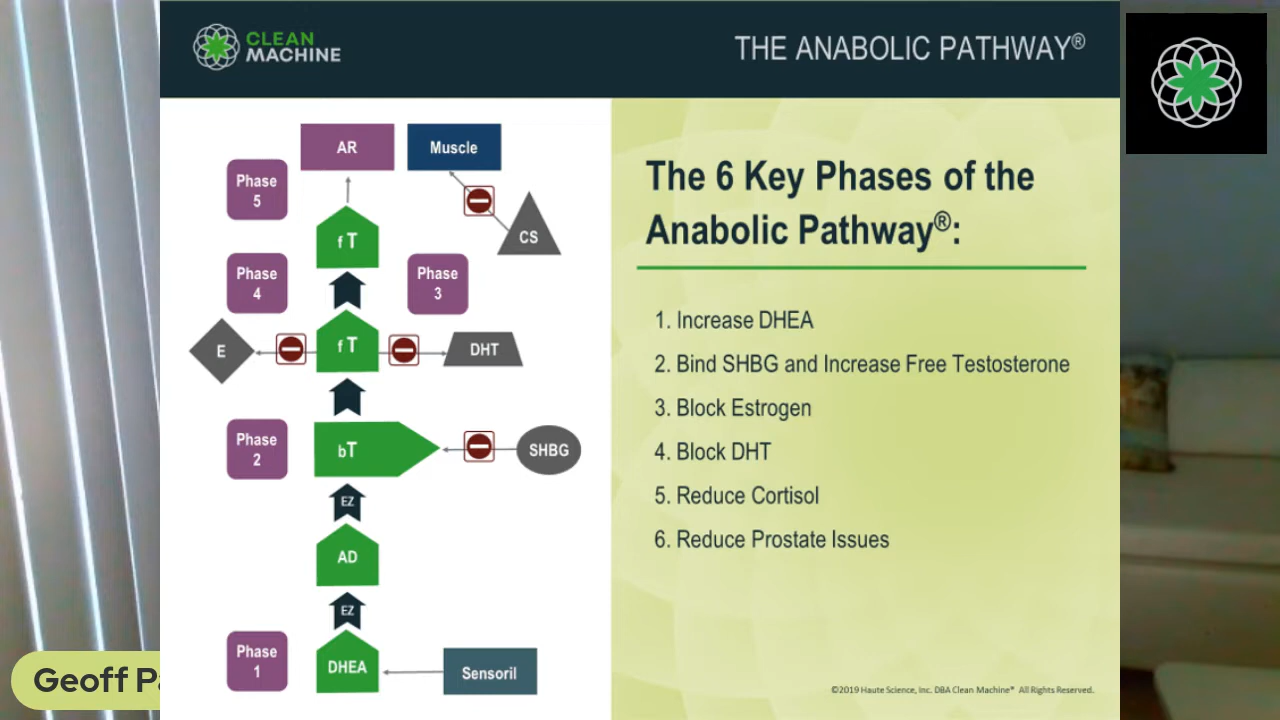 CLEAN
MACHINE
THE ANABOLIC PATHWAY®
AR
Muscle
Phase
5
CS
f T
Phase
4
Phase
3
E
f T
DHT
Phase
2
bT
SHBG
EZ
AD
EZ
Phase
1
DHEA
Sensoril
The 6 Key Phases of the
Anabolic Pathway®:
1. Increase DHEA
2. Bind SHBG and Increase Free Testosterone
3. Block Estrogen
4. Block DHT
5. Reduce Cortisol
6. Reduce Prostate Issues
©2019 Haute Science, Inc. DBA Clean Machine® All Rights Reserved.
Geoff